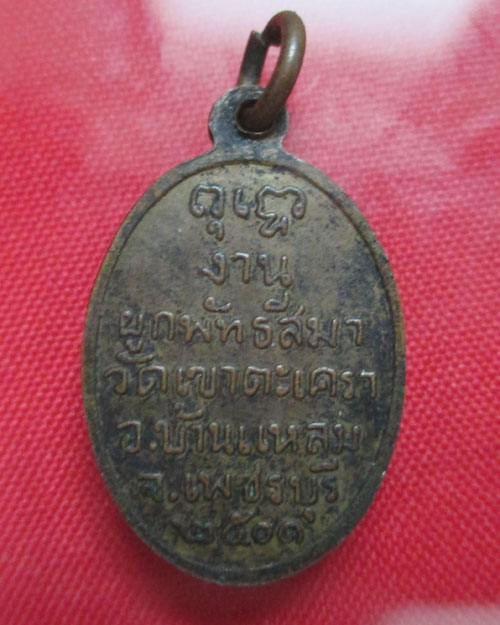 งาน
ผูกพัทธสีมา
วัดเขาตะเครา
อ.บ้านแหลม
จ.เพชรบุรี